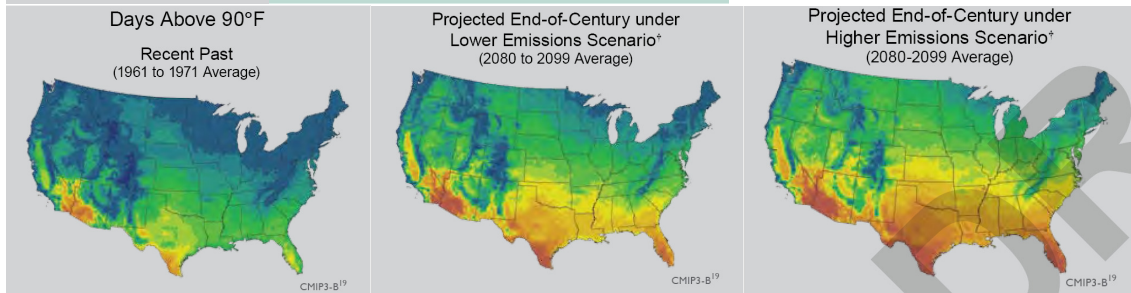 Days Above 90°F
Recent Past
(1961 to 1971 Average)
CMIP3-B19
Projected End-of-Century under
Lower Emissions Scenario†
(2080 to 2099 Average)
CMIP3-B19
Projected End-of-Century under
Higher Emissions Scenario†
(2080-2099 Average)
CMIP3-B19